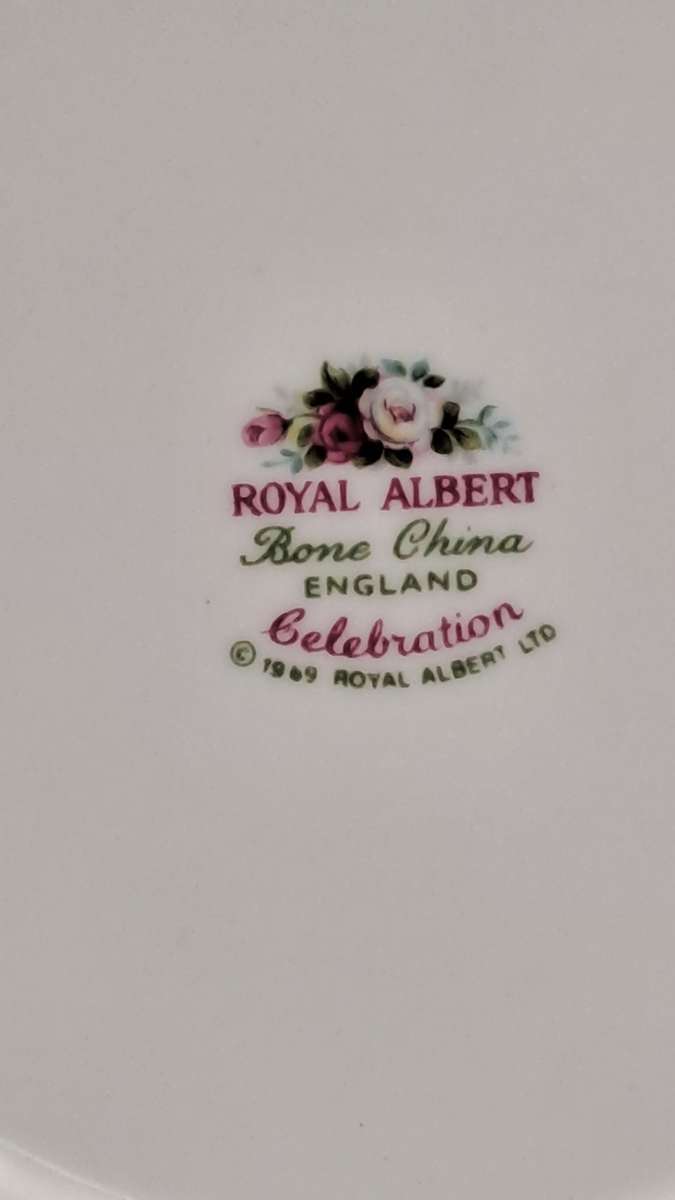 ROYAL ALBERT
Bone China
ENGLAND
Celebration
© 1969 ROYAL ALBERT LTD